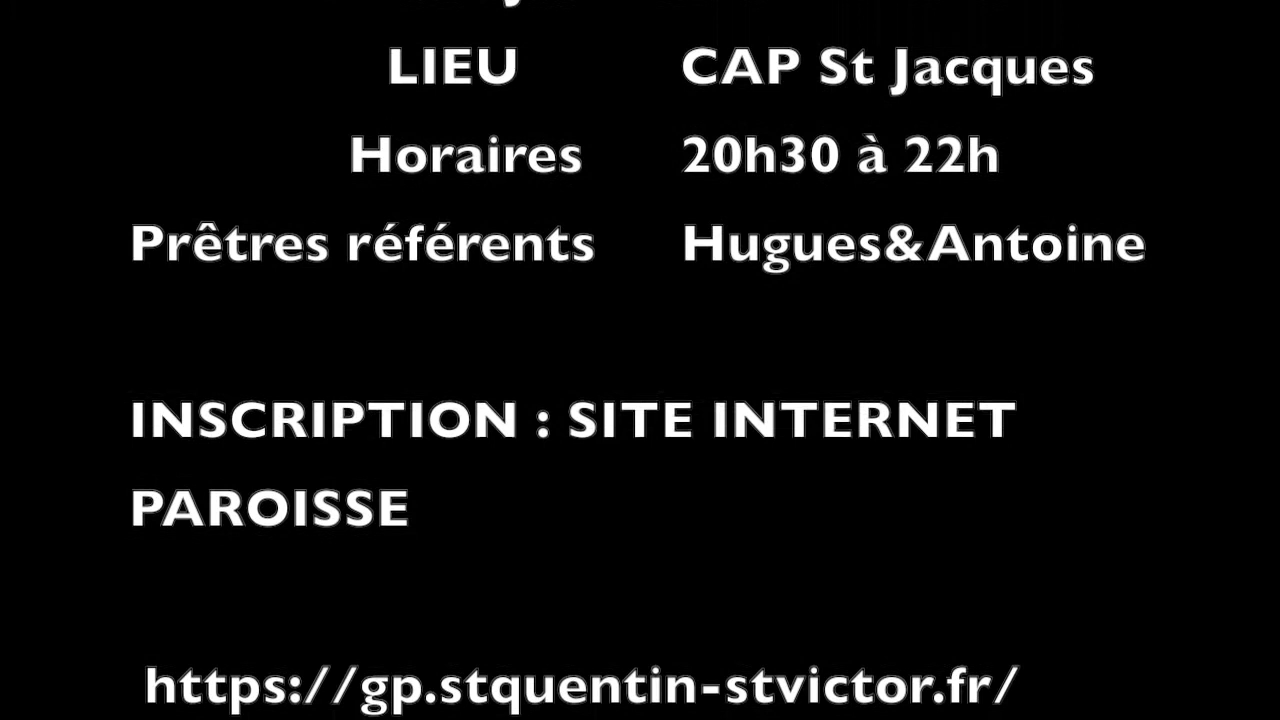 LIEU CAP St Jacques
Horaires 20h30 à 22h
Prêtres référents Hugues&Antoine
INSCRIPTION : SITE INTERNET
PAROISSE
https://gp.stquentin-stvictor.fr/